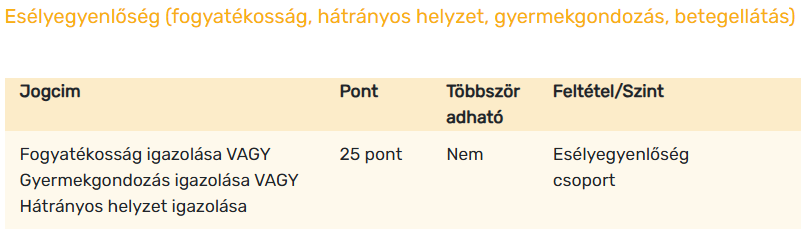 Esélyegyenlőség (fogyatékosság, hátrányos helyzet, gyermekgondozás, betegellátás)
Jogcim Pont Többször adható Feltétel/Szint
Fogyatékosság igazolása VAGY 25 pont Nem Esélyegyenlőség
Gyermekgondozás igazolása VAGY csoport
Hátrányos helyzet igazolása